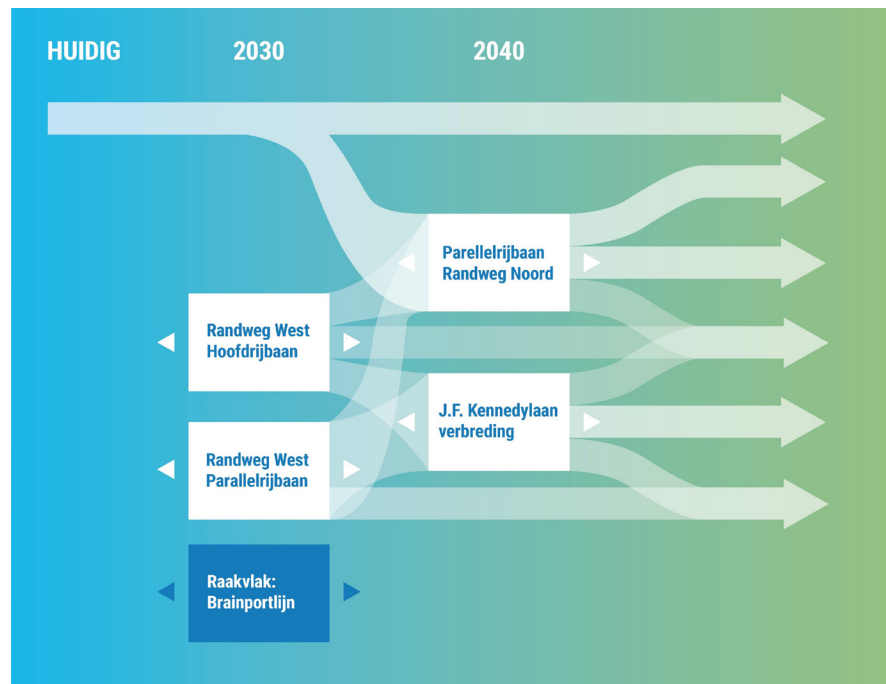 HUIDIG
2030
2040
Parellelrijbaan
Randweg Noord
Randweg West
Hoofdrijbaan
J.F. Kennedylaan
verbreding
Randweg West
Parallelrijbaan
Raakvlak:
Brainportlijn